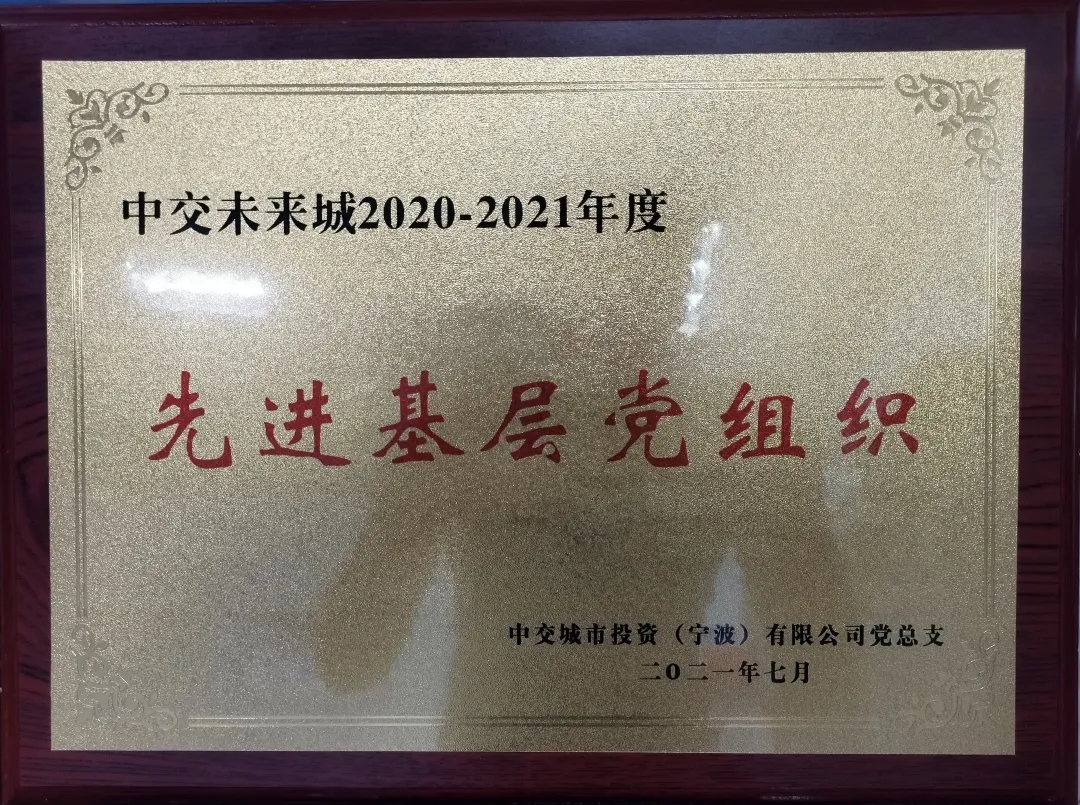 中交未来城2020-2021年度
先进基层党组织
中交城市投资（宁波）有限公司党总支
二〇二一年七月